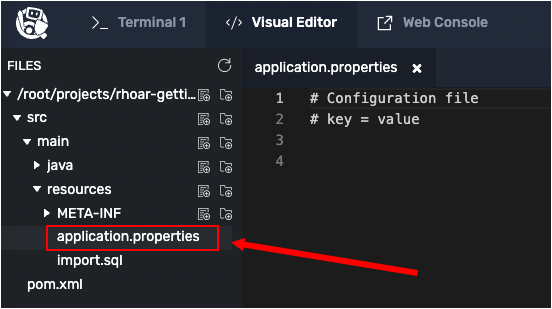 >_ Terminal 1
</> Visual Editor
Web Console
FILES
/root/projects/rhoar-getti...
src
main
java
resources
META-INF
application.properties
import.sql
pom.xml
application.properties ×
1 # Configuration file
2 # key = value
3
4